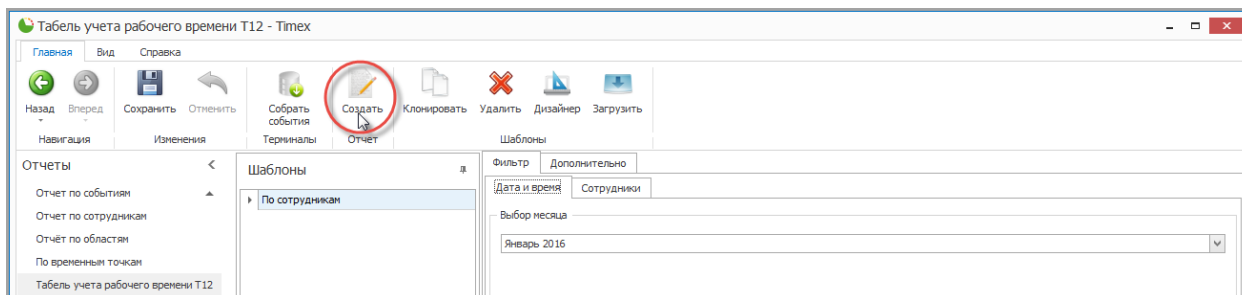 Табель учета рабочего времени Т12 - Timex
Главная Вид Справка
Назад Вперед Сохранить Отменить Собрать события Создать Клонировать Удалить Дизайнер Загрузить
Навигация Изменения Терминалы Отчет Шаблоны
Отчеты
Отчет по событиям
Отчет по сотрудникам
Отчёт по областям
По временным точкам
Табель учета рабочего времени Т12
Шаблоны
По сотрудникам
Фильтр Дополнительно
Дата и время Сотрудники
Выбор месяца
Январь 2016